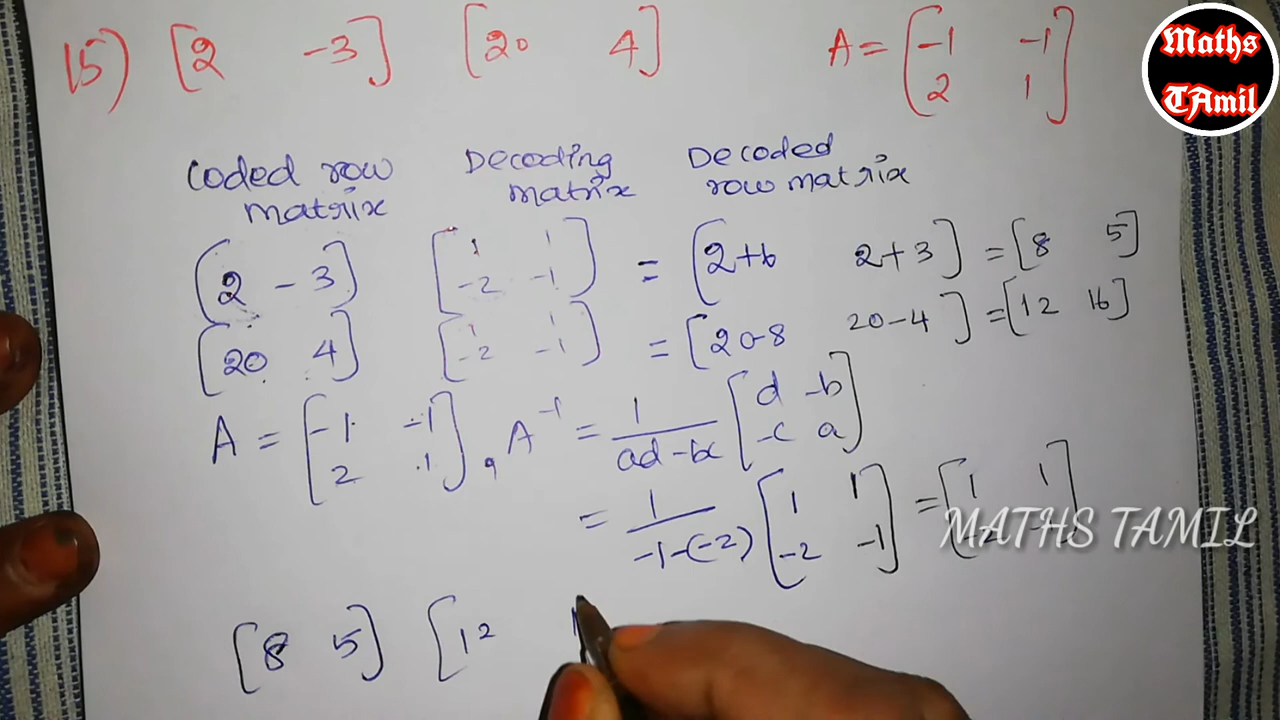 15) [2 -3] [20 4] A = [-1 -1
2 1]
Maths
TAmil
Coded row Decoding Decoded
matrix matrix row matrix
[2 -3] [1 1
-2 -1] = [2+6 2+3] = [8 5]
[20 4] [1 1
-2 -1] = [20-8 20-4] = [12 16]
A = [-1 -1
2 1], A⁻¹ = 1/ad-bc [d -b
-c a]
= 1/-1-(-2) [1 1
-2 -1] = [1 1
MATHS TAMIL
[8 5] [12